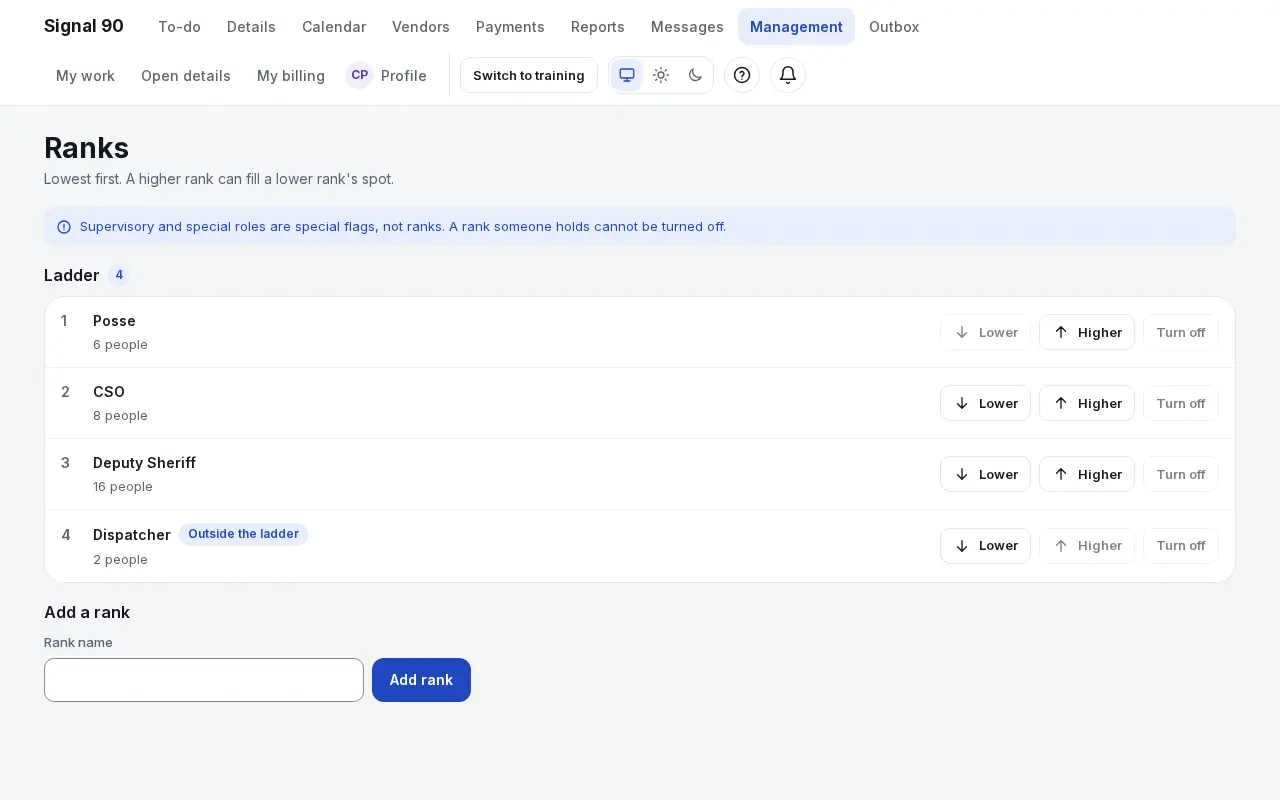 Signal 90 To-do Details Calendar Vendors Payments Reports Messages Management Outbox
My work Open details My billing CP Profile Switch to training
Ranks
Lowest first. A higher rank can fill a lower rank's spot.
Supervisory and special roles are special flags, not ranks. A rank someone holds cannot be turned off.
Ladder 4
1 Posse
6 people
Lower Higher Turn off
2 CSO
8 people
Lower Higher Turn off
3 Deputy Sheriff
16 people
Lower Higher Turn off
4 Dispatcher Outside the ladder
2 people
Lower Higher Turn off
Add a rank
Rank name
Add rank